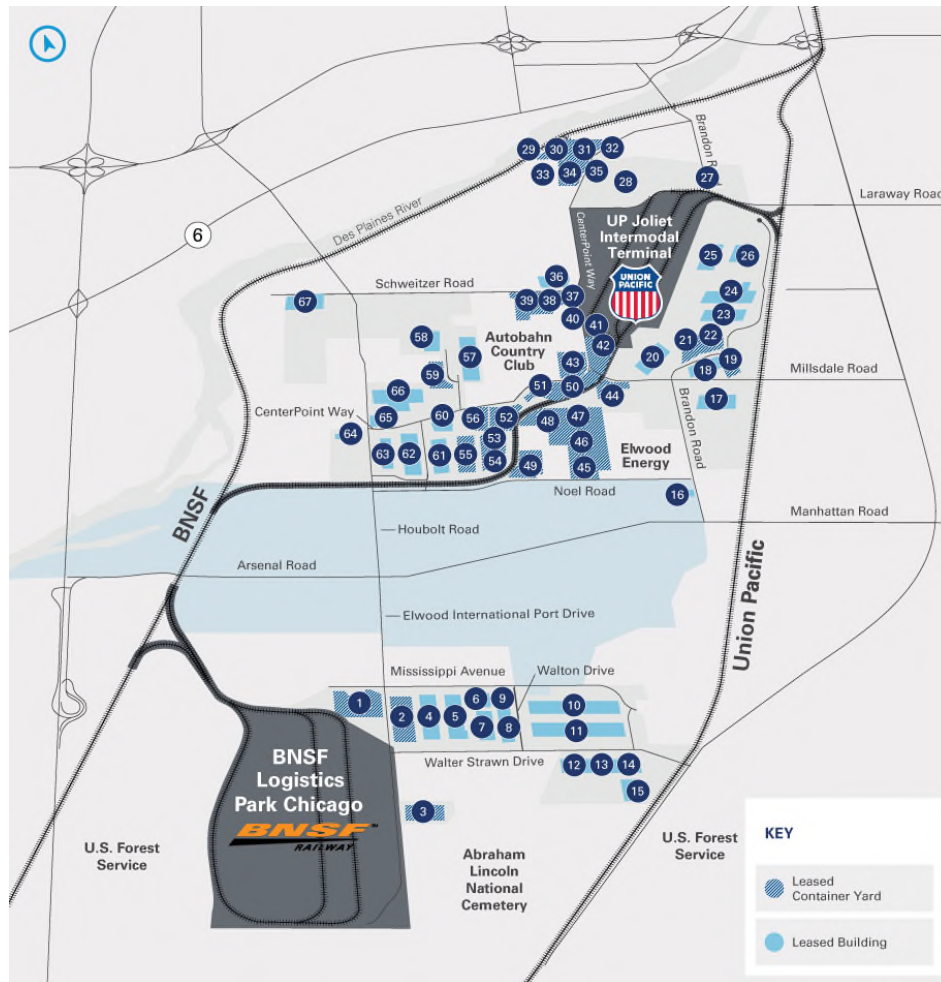 29
30
31
32
33
34
35
28
27
Brandon R
Laraway Road
CenterPoint Way
UP Joliet
Intermodal
Terminal
UNION
PACIFIC
6
Des Plaines River
25
26
24
23
22
21
20
19
18
17
36
Schweitzer Road
67
39
38
37
40
41
42
Autobahn
Country
Club
58
57
59
43
50
51
44
Millsdale Road
Brandon Road
66
CenterPoint Way
65
64
60
56
52
53
54
48
47
46
45
49
Elwood
Energy
63
62
61
55
Noel Road
16
BNSF
Houbolt Road
Manhattan Road
Arsenal Road
Union Pacific
Elwood International Port Drive
Mississippi Avenue
Walton Drive
1
2
4
5
6
9
7
8
10
11
Walter Strawn Drive
12
13
14
15
3
BNSF
Logistics
Park Chicago
BNSF
RAILWAY
U.S. Forest
Service
Abraham
Lincoln
National
Cemetery
U.S. Forest
Service
KEY
Leased
Container Yard
Leased Building